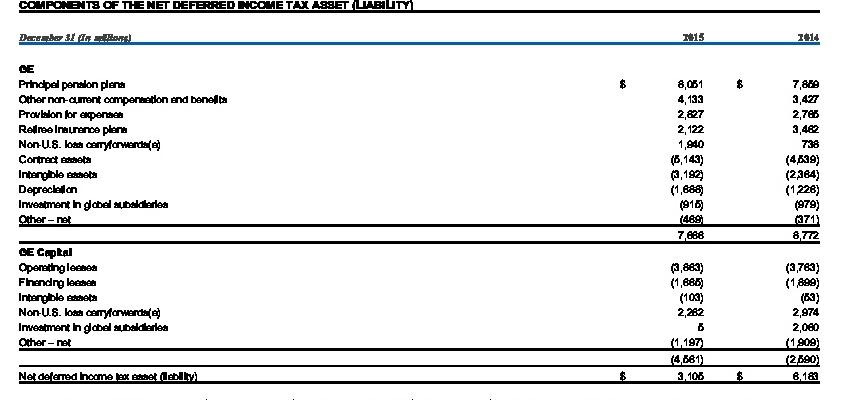 COMPONENTS OF THE NET DEFERRED INCOME TAX ASSET (LIABILITY)
December 31 (In millions) 2015 2014
GE
Principal pension plans $ 8,051 $ 7,859
Other non-current compensation and benefits 4,133 3,427
Provision for expenses 2,827 2,765
Retiree insurance plans 2,122 3,462
Non-U.S. loss carryforwards(a) 1,940 738
Contract assets (5,143) (4,539)
Intangible assets (3,192) (2,364)
Depreciation (1,688) (1,226)
Investment in global subsidiaries (915) (979)
Other – net (469) (371)
7,666 8,772
GE Capital
Operating leases (3,863) (3,763)
Financing leases (1,665) (1,899)
Intangible assets (103) (53)
Non-U.S. loss carryforwards(a) 2,262 2,974
Investment in global subsidiaries 5 2,060
Other – net (1,197) (1,909)
(4,561) (2,590)
Net deferred income tax asset (liability) $ 3,105 $ 6,183